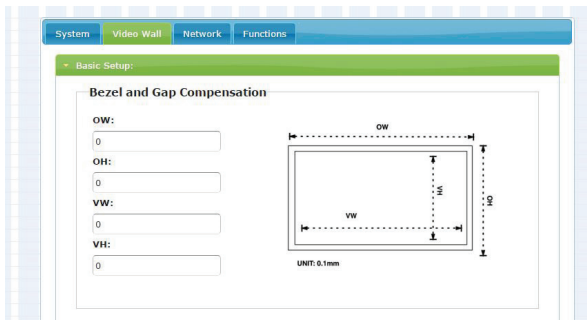 System Video Wall Network Functions
Basic Setup:
Bezel and Gap Compensation
OW:
0
OH:
0
VW:
0
VH:
0
OW
VH
OH
VW
UNIT: 0.1mm